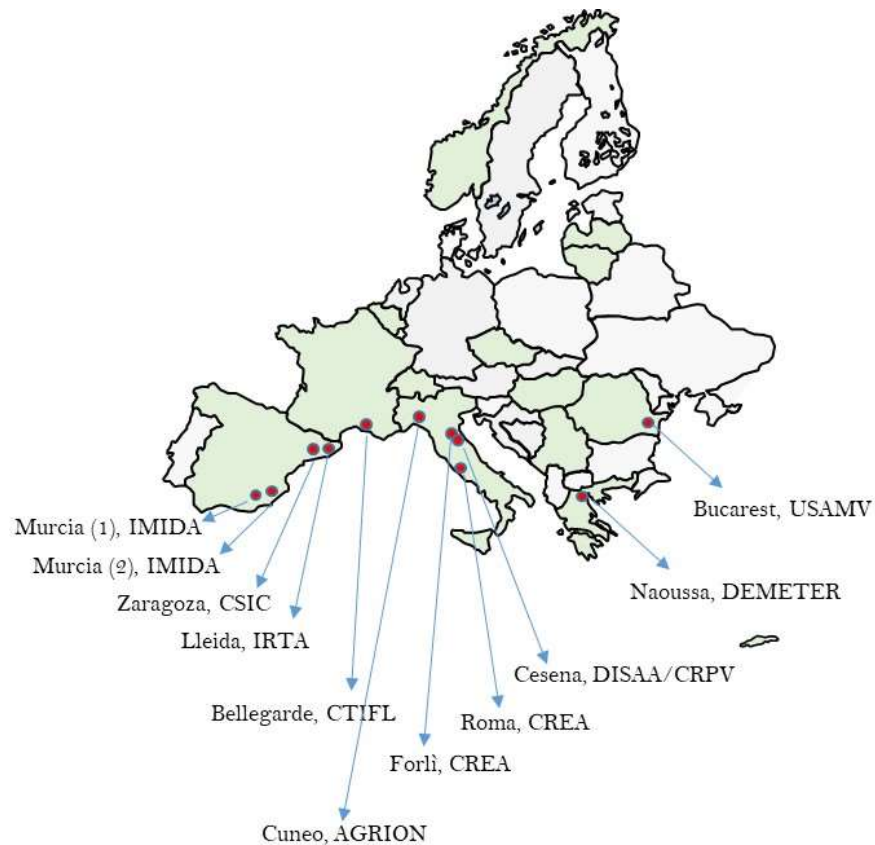 Murcia (1), IMIDA
Murcia (2), IMIDA
Zaragoza, CSIC
Lleida, IRTA
Bellegarde, CTIFL
Cuneo, AGRION
Forlì, CREA
Roma, CREA
Cesena, DISAA/CRPV
Naoussa, DEMETER
Bucarest, USAMV